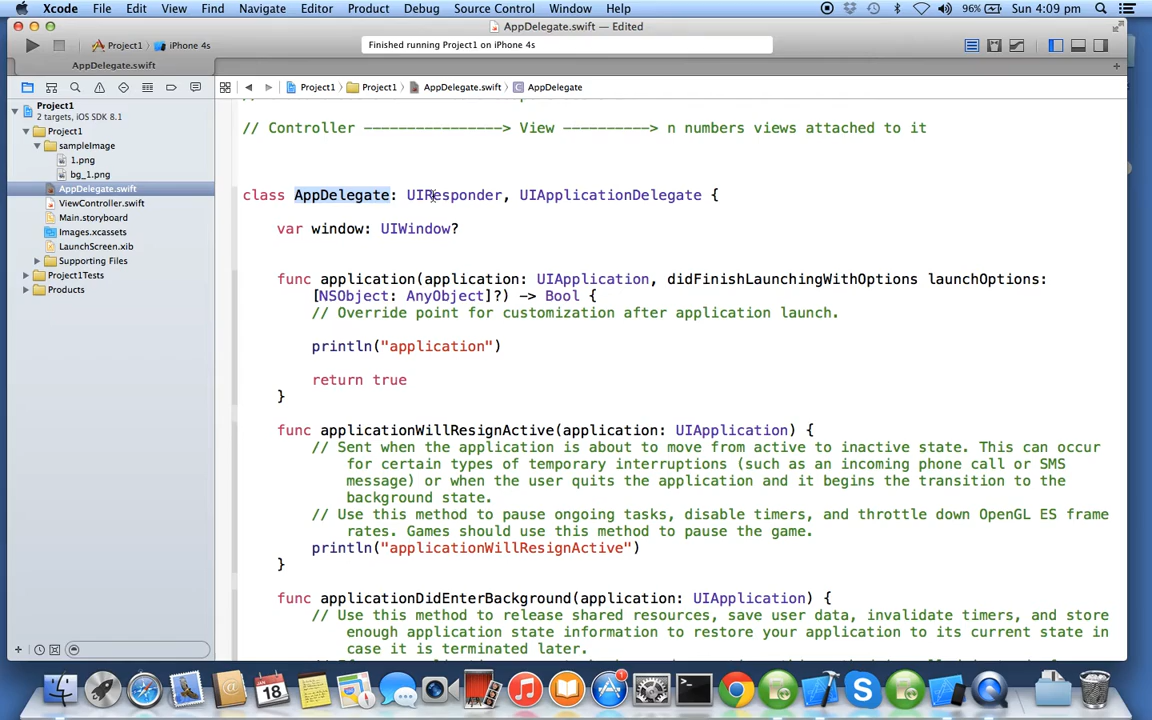 Xcode File Edit View Find Navigate Editor Product Debug Source Control Window Help 96% Sun 4:09 pm
AppDelegate.swift — Edited
Project1 iPhone 4s Finished running Project1 on iPhone 4s
AppDelegate.swift
Project1 Project1 AppDelegate.swift AppDelegate
Project1
2 targets, iOS SDK 8.1
Project1
sampleImage
1.png
bg_1.png
AppDelegate.swift
ViewController.swift
Main.storyboard
Images.xcassets
LaunchScreen.xib
Supporting Files
Project1Tests
Products
// Controller ----------------> View ----------> n numbers views attached to it
class AppDelegate: UIResponder, UIApplicationDelegate {
var window: UIWindow?
func application(application: UIApplication, didFinishLaunchingWithOptions launchOptions:
[NSObject: AnyObject]?) -> Bool {
// Override point for customization after application launch.
println("application")
return true
}
func applicationWillResignActive(application: UIApplication) {
// Sent when the application is about to move from active to inactive state. This can occur
for certain types of temporary interruptions (such as an incoming phone call or SMS
message) or when the user quits the application and it begins the transition to the
background state.
// Use this method to pause ongoing tasks, disable timers, and throttle down OpenGL ES frame
rates. Games should use this method to pause the game.
println("applicationWillResignActive")
}
func applicationDidEnterBackground(application: UIApplication) {
// Use this method to release shared resources, save user data, invalidate timers, and store
enough application state information to restore your application to its current state in
case it is terminated later.
JAN
18